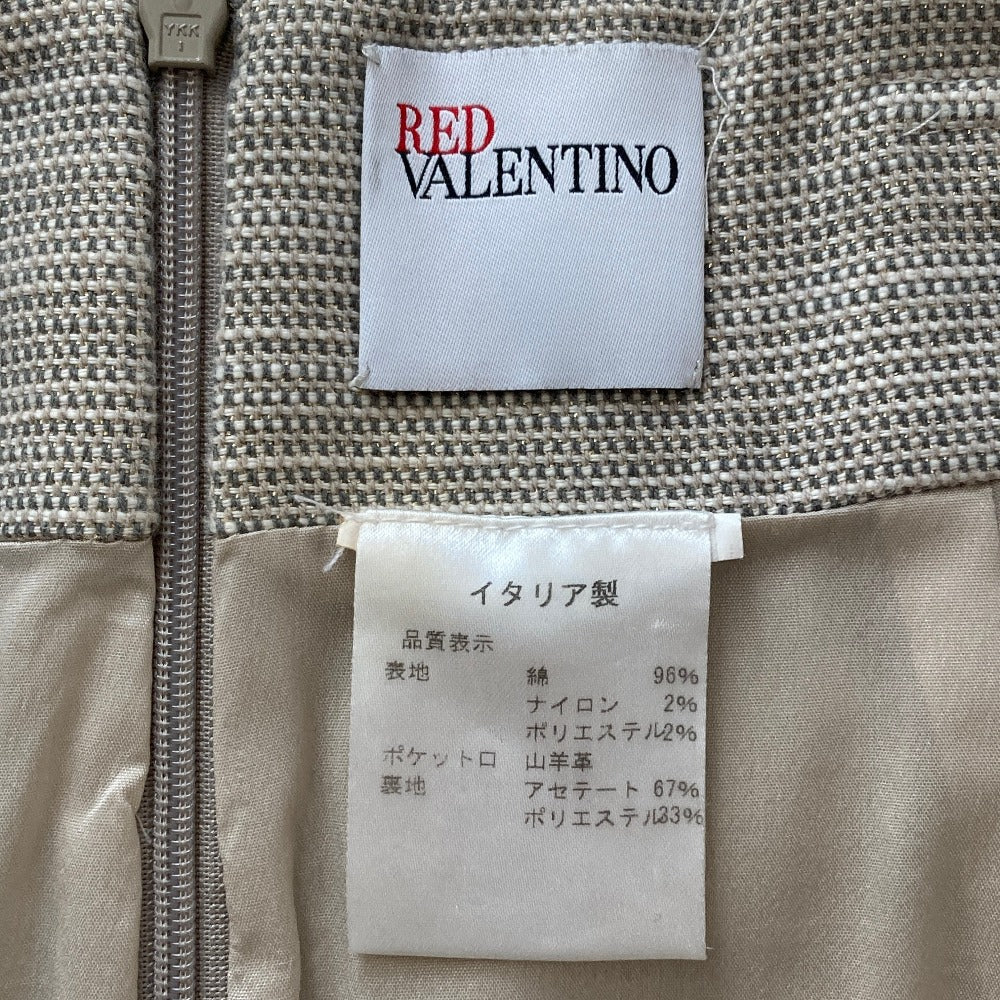 YKK
RED
VALENTINO
イタリア製
品質表示
表地 綿 96%
ナイロン 2%
ポリエステル2%
ポケット口 山羊革
裏地 アセテート 67%
ポリエステル33%